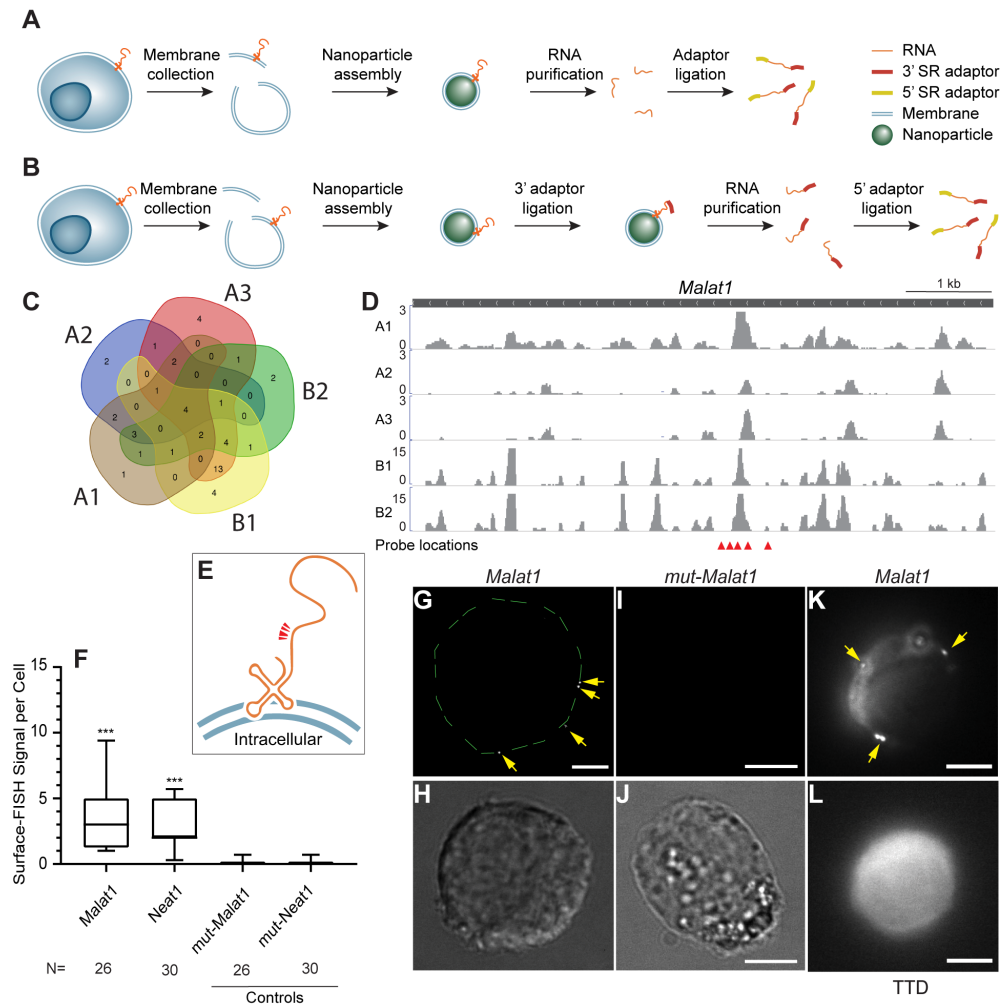 A
Membrane collection
Nanoparticle assembly
RNA purification
Adaptor ligation
RNA
3' SR adaptor
5' SR adaptor
Membrane
Nanoparticle
B
Membrane collection
Nanoparticle assembly
3' adaptor ligation
RNA purification
5' adaptor ligation
C
A3
A2
B2
A1
B1
4
2
1
0
2
0
1
2
0
0
0
0
1
0
1
0
4
2
3
0
2
4
1
1
1
0
13
1
0
4
D
Malat1
1 kb
A1
3
0
A2
3
0
A3
3
0
B1
15
0
B2
15
0
Probe locations
E
Intracellular
F
Surface-FISH Signal per Cell
15
10
5
0
***
***
Malat1
Neat1
mut-Malat1
mut-Neat1
N=
26
30
26
30
Controls
Malat1
mut-Malat1
Malat1
G
I
K
H
J
L
TTD